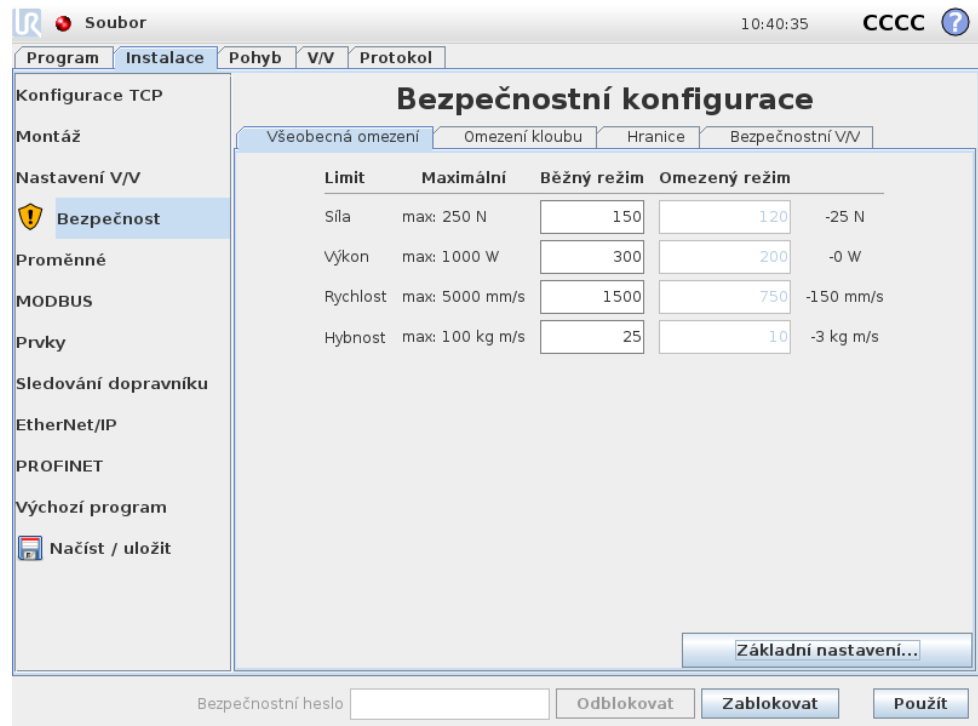 UR Soubor 10:40:35 CCCC ?
Program Instalace Pohyb V/V Protokol
Konfigurace TCP
Montáž
Nastavení V/V
Bezpečnost
Proměnné
MODBUS
Prvky
Sledování dopravníku
EtherNet/IP
PROFINET
Výchozí program
Načíst / uložit
Bezpečnostní konfigurace
Všeobecná omezení Omezení kloubu Hranice Bezpečnostní V/V
Limit Maximální Běžný režim Omezený režim
Síla max: 250 N 150 120 -25 N
Výkon max: 1000 W 300 200 -0 W
Rychlost max: 5000 mm/s 1500 750 -150 mm/s
Hybnost max: 100 kg m/s 25 10 -3 kg m/s
Základní nastavení...
Bezpečnostní heslo Odblokovat Zablokovat Použít